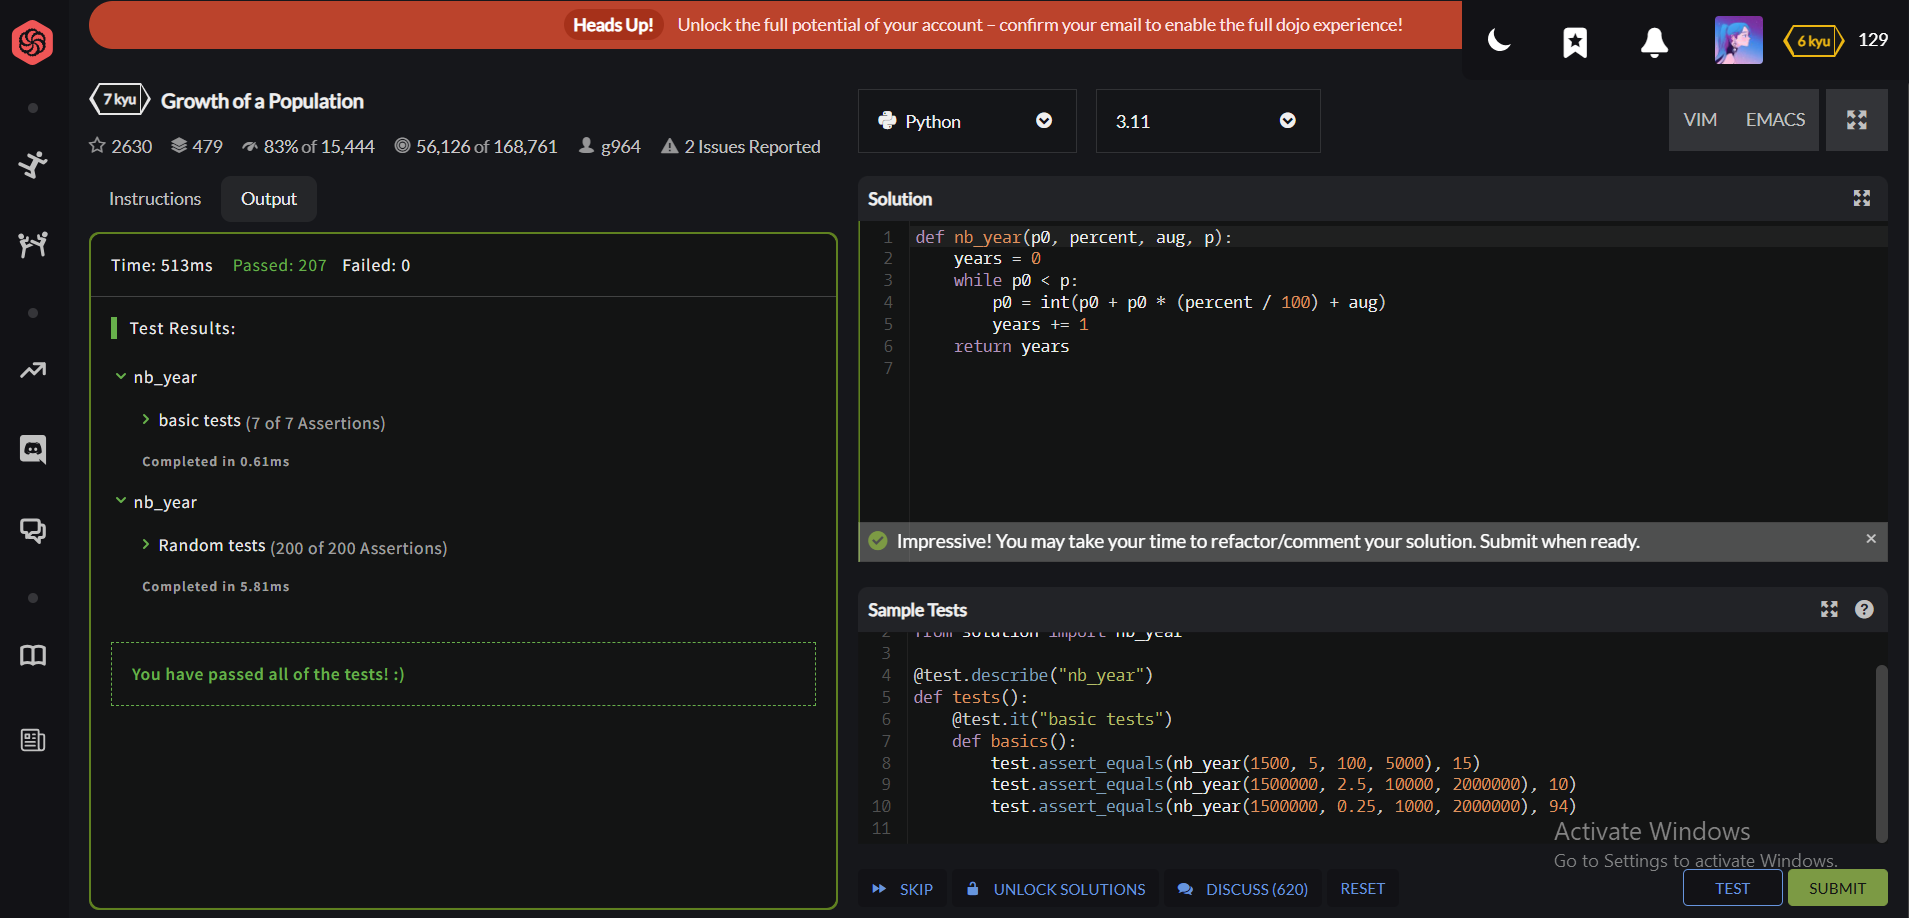 Heads Up! Unlock the full potential of your account – confirm your email to enable the full dojo experience!
6 kyu 129
7 kyu Growth of a Population
2630 479 83% of 15,444 56,126 of 168,761 g964 2 Issues Reported
Python
3.11
VIM EMACS
Instructions Output
Time: 513ms Passed: 207 Failed: 0
Test Results:
nb_year
basic tests (7 of 7 Assertions)
Completed in 0.61ms
nb_year
Random tests (200 of 200 Assertions)
Completed in 5.81ms
You have passed all of the tests! :)
Solution
1 def nb_year(p0, percent, aug, p):
2     years = 0
3     while p0 < p:
4         p0 = int(p0 + p0 * (percent / 100) + aug)
5         years += 1
6     return years
7
Impressive! You may take your time to refactor/comment your solution. Submit when ready.
Sample Tests
2 from solution import nb_year
3
4 @test.describe("nb_year")
5 def tests():
6     @test.it("basic tests")
7     def basics():
8         test.assert_equals(nb_year(1500, 5, 100, 5000), 15)
9         test.assert_equals(nb_year(1500000, 2.5, 10000, 2000000), 10)
10         test.assert_equals(nb_year(1500000, 0.25, 1000, 2000000), 94)
11
Activate Windows
Go to Settings to activate Windows.
SKIP UNLOCK SOLUTIONS DISCUSS (620) RESET TEST SUBMIT